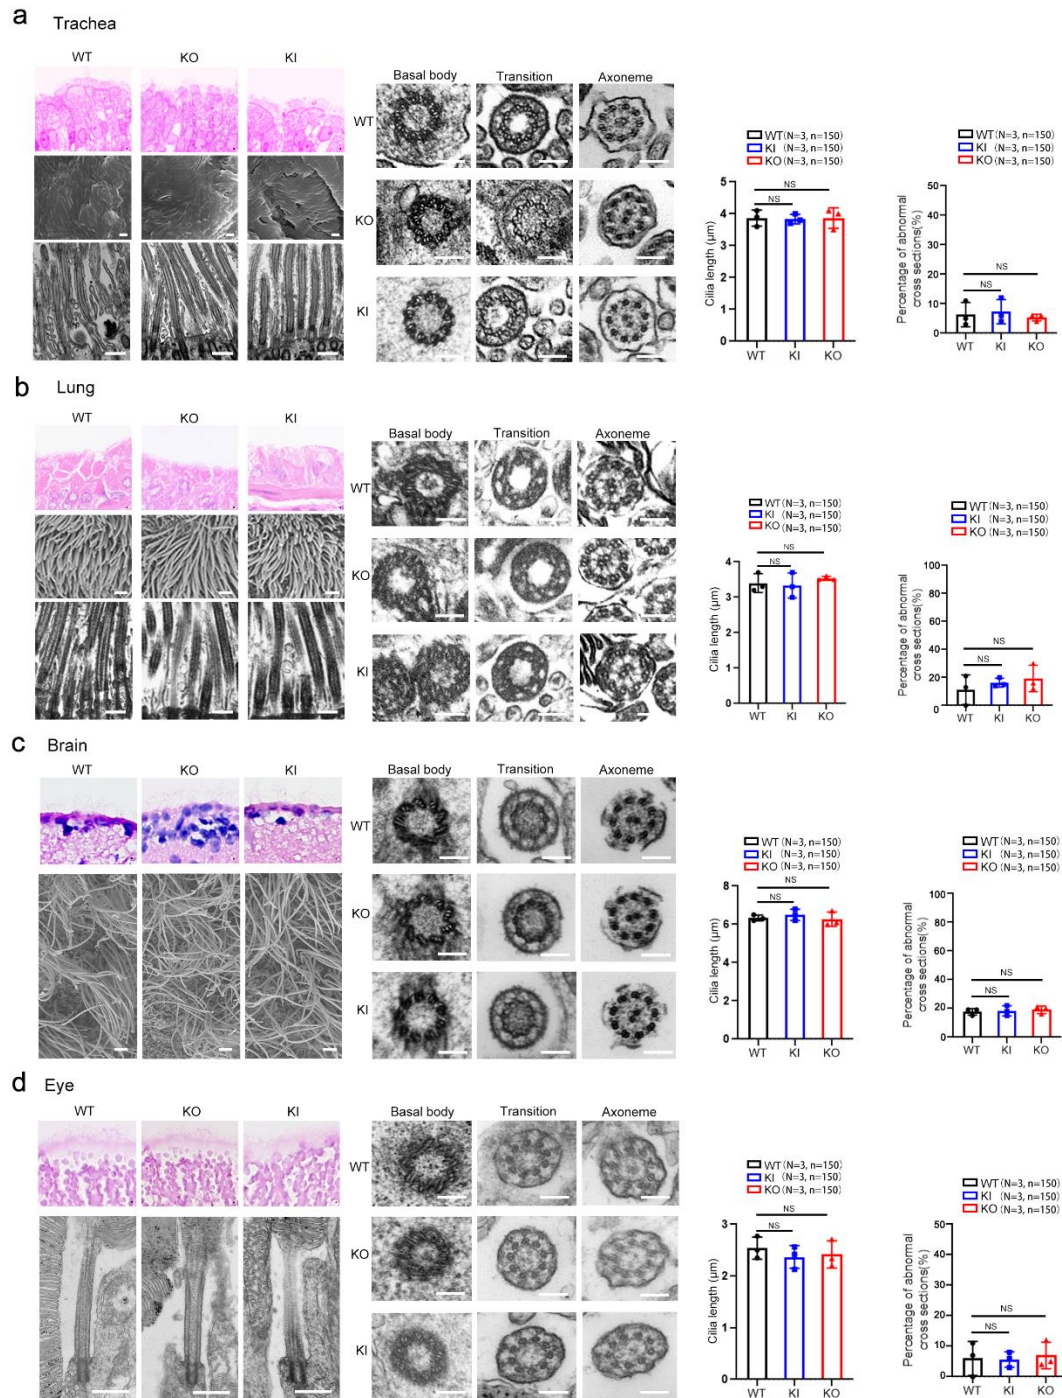 a Trachea
WT KO KI
Basal body Transition Axoneme
WT
KO
KI
WT (N=3, n=150)
KI (N=3, n=150)
KO (N=3, n=150)
NS
NS
Cilia length (μm)
5
4
3
2
1
0
WT KI KO
WT (N=3, n=150)
KI (N=3, n=150)
KO (N=3, n=150)
NS
NS
Percentage of abnormal
cross sections(%)
50
40
30
20
10
0
WT KI KO
b Lung
WT KO KI
Basal body Transition Axoneme
WT
KO
KI
WT (N=3, n=150)
KI (N=3, n=150)
KO (N=3, n=150)
NS
NS
Cilia length (μm)
4
3
2
1
0
WT KI KO
WT (N=3, n=150)
KI (N=3, n=150)
KO (N=3, n=150)
NS
NS
Percentage of abnormal
cross sections(%)
100
80
60
40
20
0
WT KI KO
c Brain
WT KO KI
Basal body Transition Axoneme
WT
KO
KI
WT (N=3, n=150)
KI (N=3, n=150)
KO (N=3, n=150)
NS
NS
Cilia length (μm)
8
6
4
2
0
WT KI KO
WT (N=3, n=150)
KI (N=3, n=150)
KO (N=3, n=150)
NS
NS
Percentage of abnormal
cross sections(%)
100
80
60
40
20
0
WT KI KO
d Eye
WT KO KI
Basal body Transition Axoneme
WT
KO
KI
WT (N=3, n=150)
KI (N=3, n=150)
KO (N=3, n=150)
NS
NS
Cilia length (μm)
3
2
1
0
WT KI KO
WT (N=3, n=150)
KI (N=3, n=150)
KO (N=3, n=150)
NS
NS
Percentage of abnormal
cross sections(%)
50
40
30
20
10
0
WT KI KO